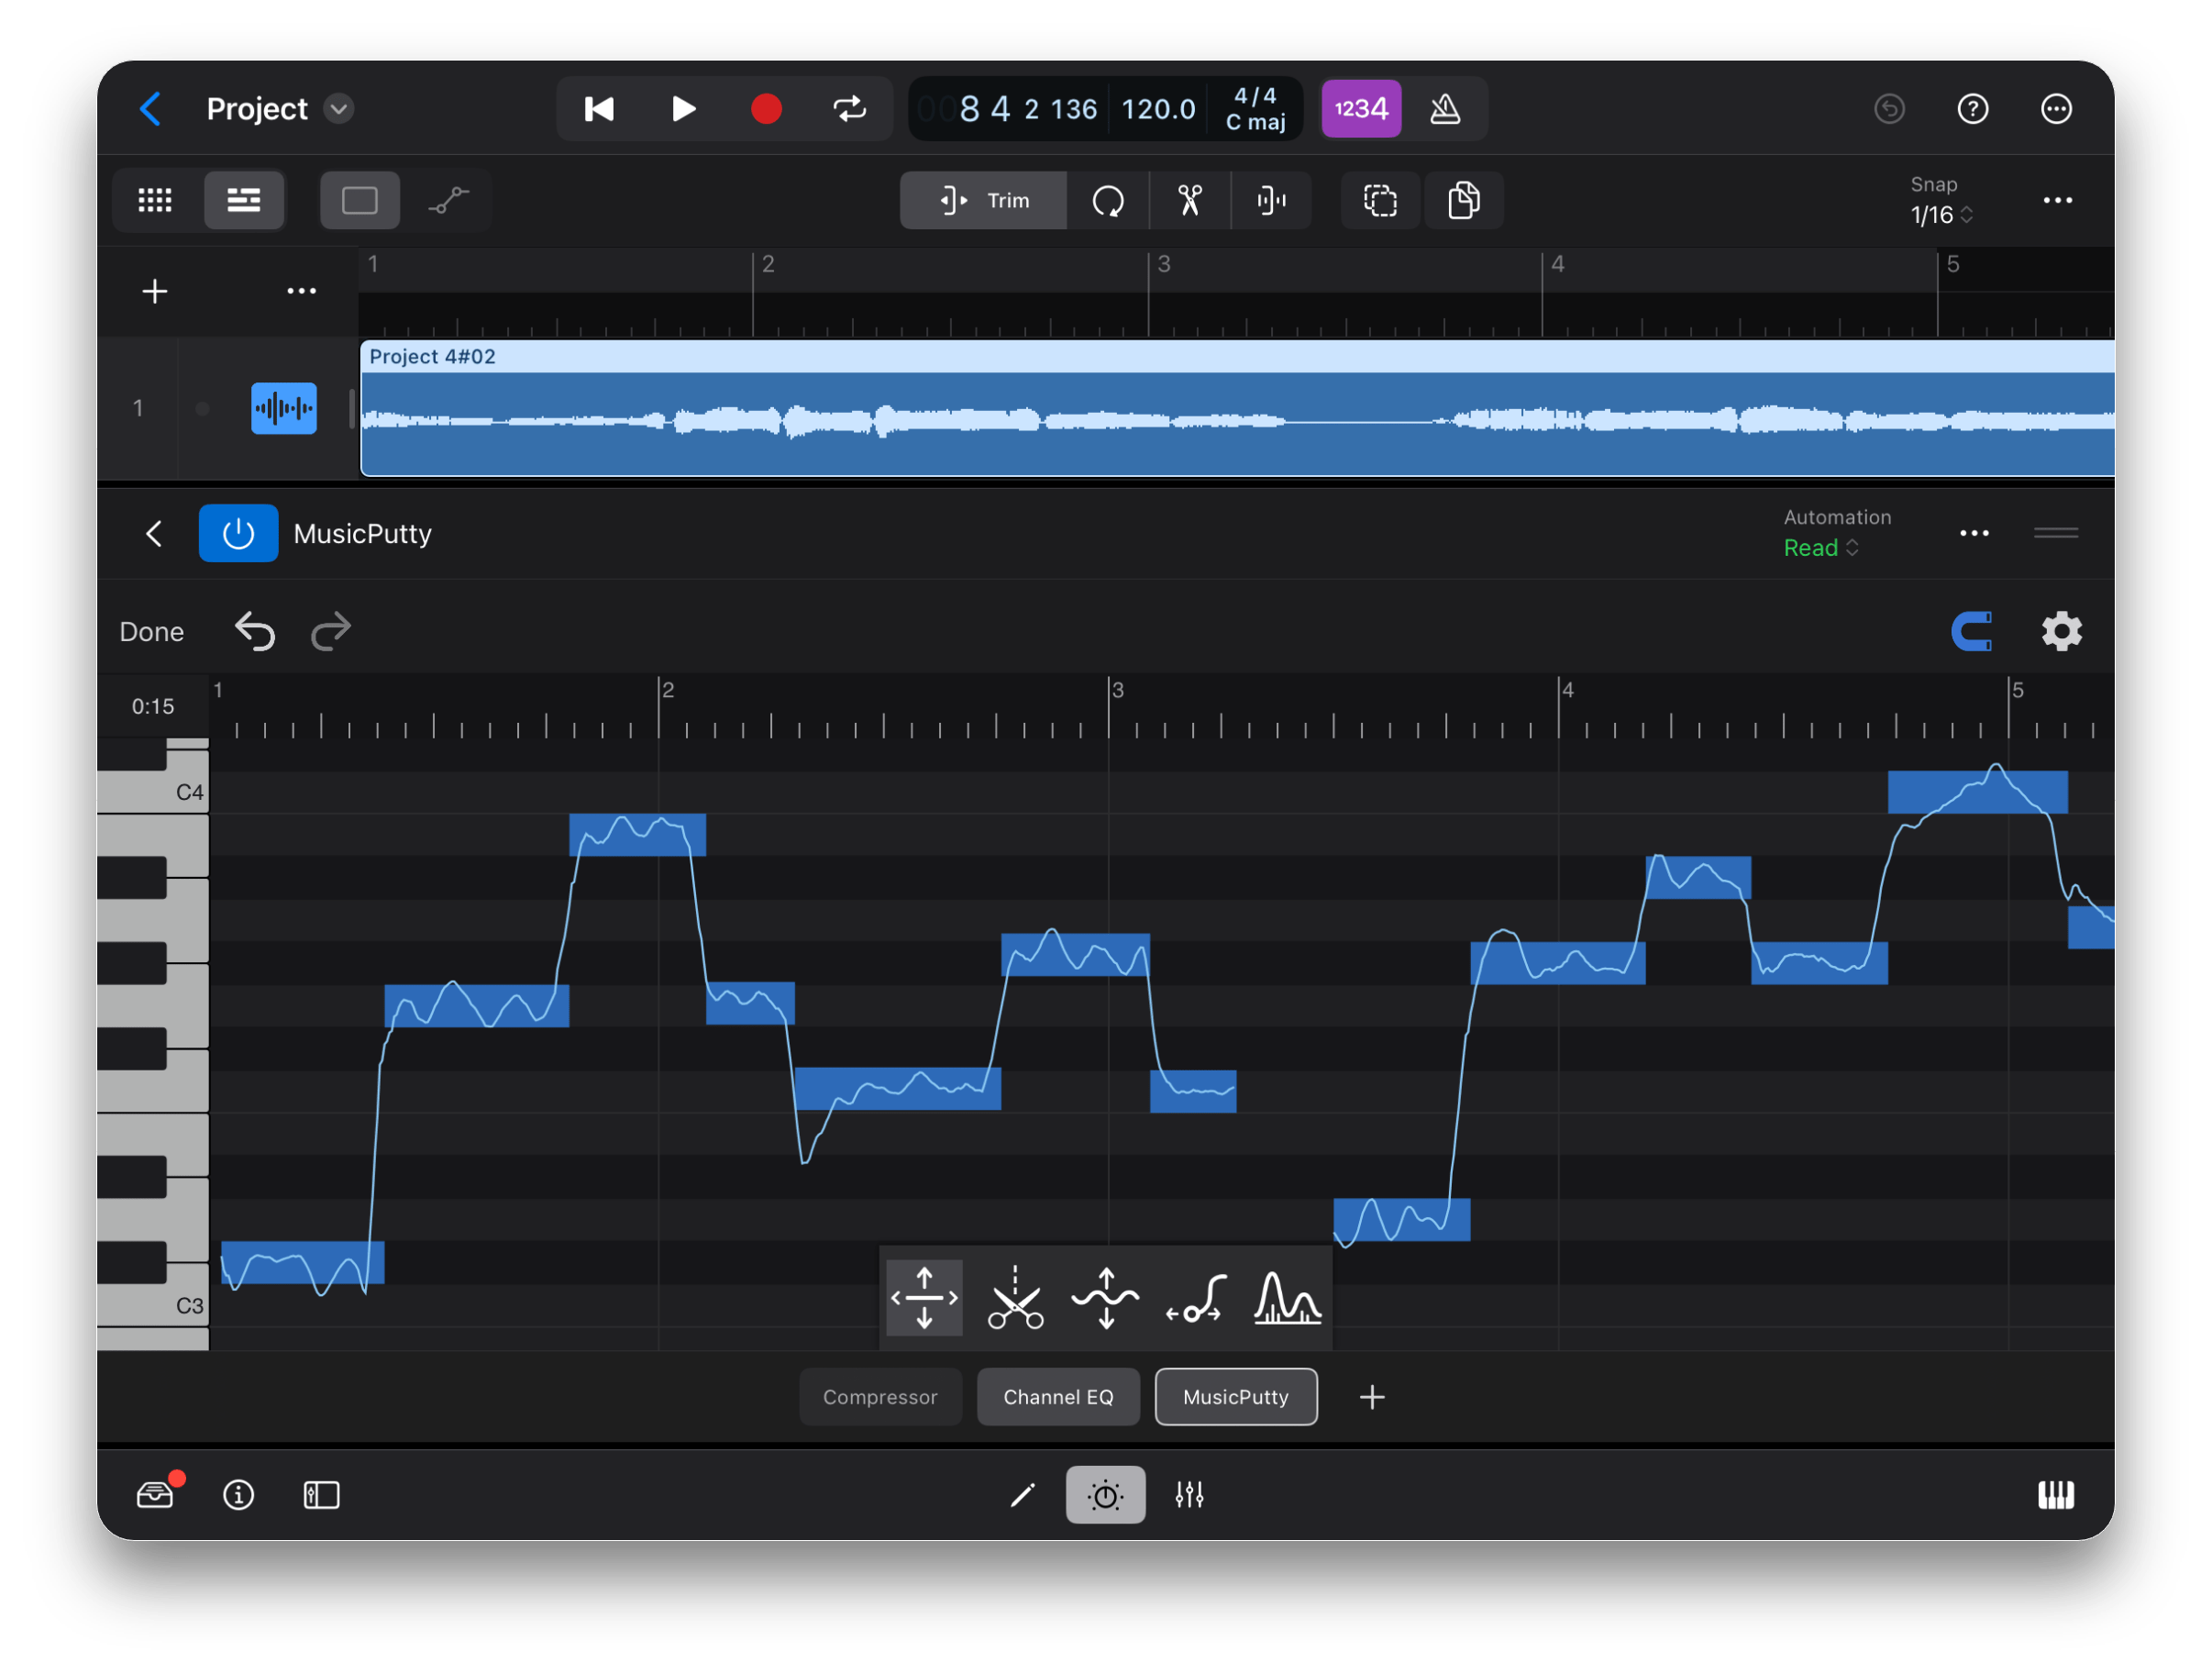 Project
008 4 2 136
120.0
4/4
C maj
1234
Trim
Snap
1/16
1 2 3 4 5
Project 4#02
1
MusicPutty
Automation
Read
Done
0:15
1 2 3 4 5
C4
C3
Compressor
Channel EQ
MusicPutty